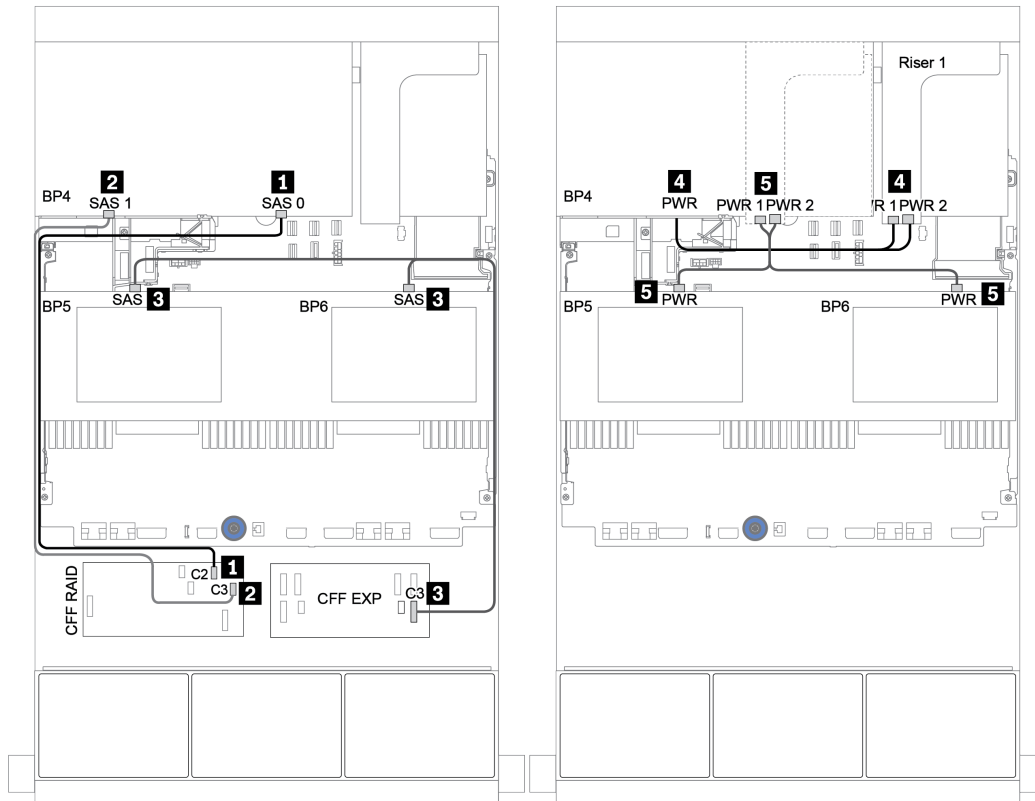 2
1
BP4
SAS 1
SAS 0
SAS 3
SAS 3
BP5
BP6
C2 1
C3 2
CFF RAID
CFF EXP
C3 3
Riser 1
4
5
4
BP4
PWR
PWR 1 PWR 2
R 1 PWR 2
5 PWR
PWR 5
BP5
BP6